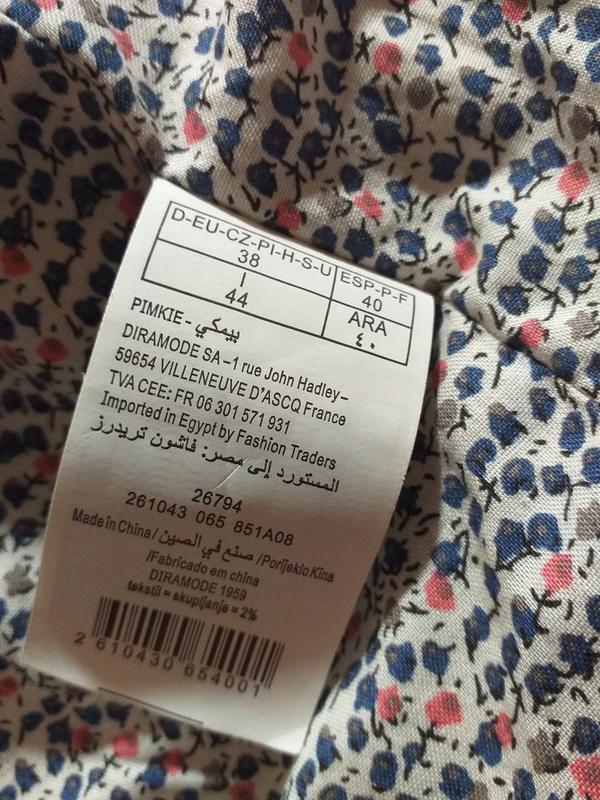 D-EU-CZ-PI-H-S-U ESP-P-F
38 40
I ARA
44 ٤٠
PIMKIE - بيمكي
DIRAMODE SA-1 rue John Hadley-
59654 VILLENEUVE D'ASCQ France
TVA CEE: FR 06 301 571 931
Imported in Egypt by Fashion Traders
المستورد إلى مصر: فاشون تريدرز
26794
261043 065 851A08
Made in China/ صنع في الصين /Porijeklo Kina
/Fabricado em china
DIRAMODE 1959
tekstil = skupljanje = 2%
2 610430 654001